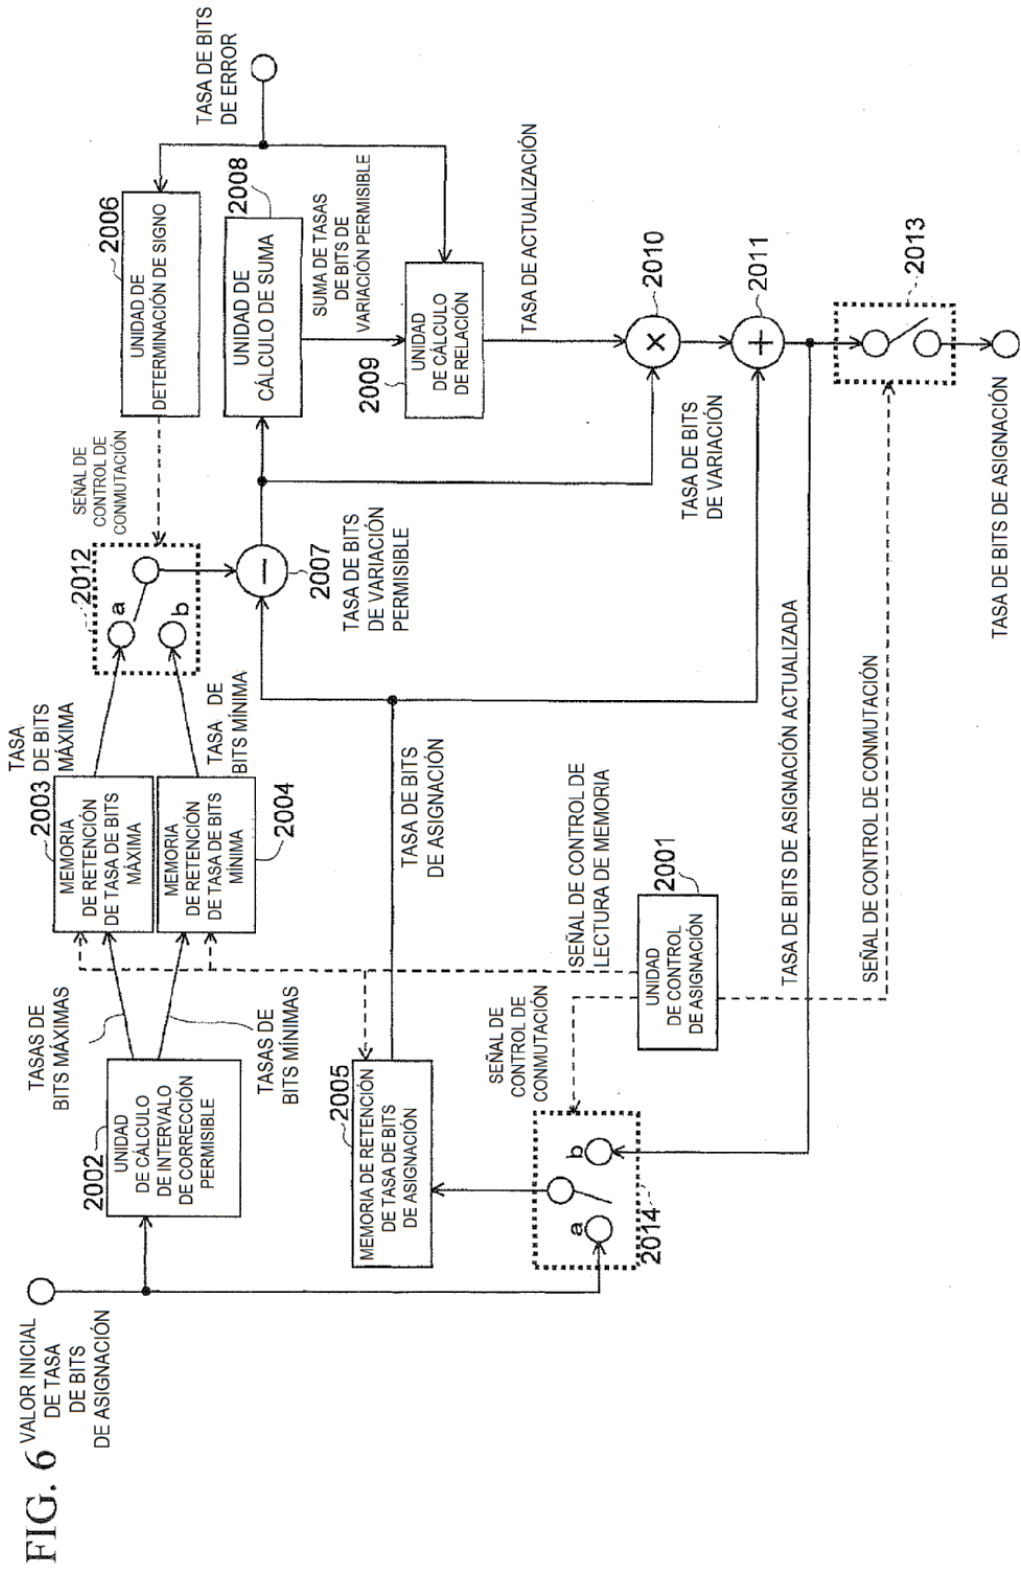 FIG. 6
VALOR INICIAL
DE TASA
DE BITS
DE ASIGNACIÓN
2002
UNIDAD
DE CÁLCULO
DE INTERVALO
DE CORRECCIÓN
PERMISIBLE
TASAS DE
BITS MÁXIMAS
TASAS DE
BITS MÍNIMAS
2003
MEMORIA
DE RETENCIÓN
DE TASA DE BITS
MÁXIMA
MEMORIA
DE RETENCIÓN
DE TASA DE BITS
MÍNIMA
2004
TASA
DE BITS
MÁXIMA
TASA DE
BITS MÍNIMA
2012
a
b
SEÑAL DE
CONTROL DE
CONMUTACIÓN
2006
UNIDAD DE
DETERMINACIÓN DE SIGNO
TASA DE BITS
DE ERROR
2007
TASA DE BITS
DE VARIACIÓN
PERMISIBLE
2008
UNIDAD DE
CÁLCULO DE SUMA
SUMA DE TASAS
DE BITS DE
VARIACIÓN PERMISIBLE
2009
UNIDAD
DE CÁLCULO
DE RELACIÓN
TASA DE ACTUALIZACIÓN
2005
MEMORIA DE RETENCIÓN
DE TASA DE BITS
DE ASIGNACIÓN
TASA DE BITS
DE ASIGNACIÓN
2014
a
b
SEÑAL DE
CONTROL DE
CONMUTACIÓN
SEÑAL DE CONTROL DE
LECTURA DE MEMORIA
2001
UNIDAD
DE CONTROL
DE ASIGNACIÓN
2010
TASA DE BITS
DE VARIACIÓN
2011
TASA DE BITS DE ASIGNACIÓN ACTUALIZADA
SEÑAL DE CONTROL DE CONMUTACIÓN
2013
TASA DE BITS DE ASIGNACIÓN